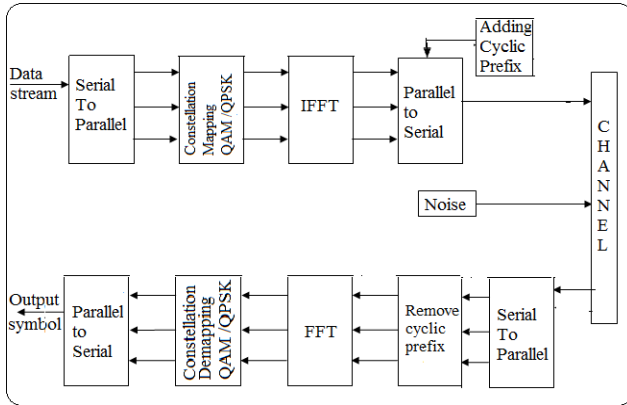 Data
stream
Serial
To
Parallel
Constellation
Mapping
QAM /QPSK
IFFT
Parallel
to
Serial
Adding
Cyclic
Prefix
CHANNEL
Noise
Output
symbol
Parallel
to
Serial
Constellation
Demapping
QAM /QPSK
FFT
Remove
cyclic
prefix
Serial
To
Parallel